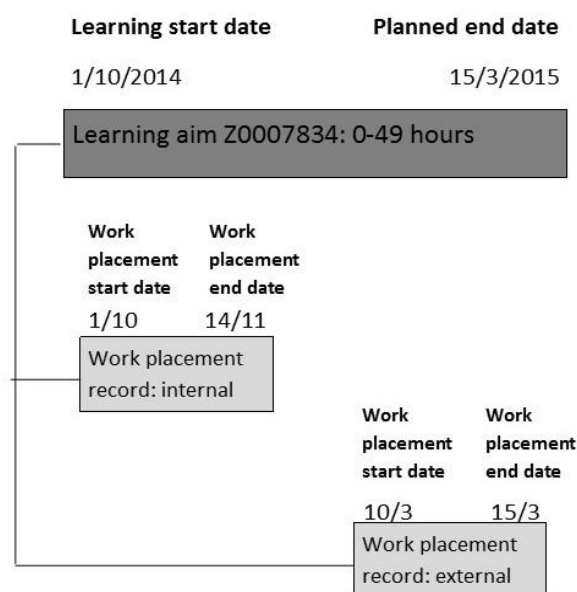 Learning start date Planned end date
1/10/2014 15/3/2015
Learning aim Z0007834: 0-49 hours
Work Work
placement placement
start date end date
1/10 14/11
Work placement
record: internal
Work Work
placement placement
start date end date
10/3 15/3
Work placement
record: external